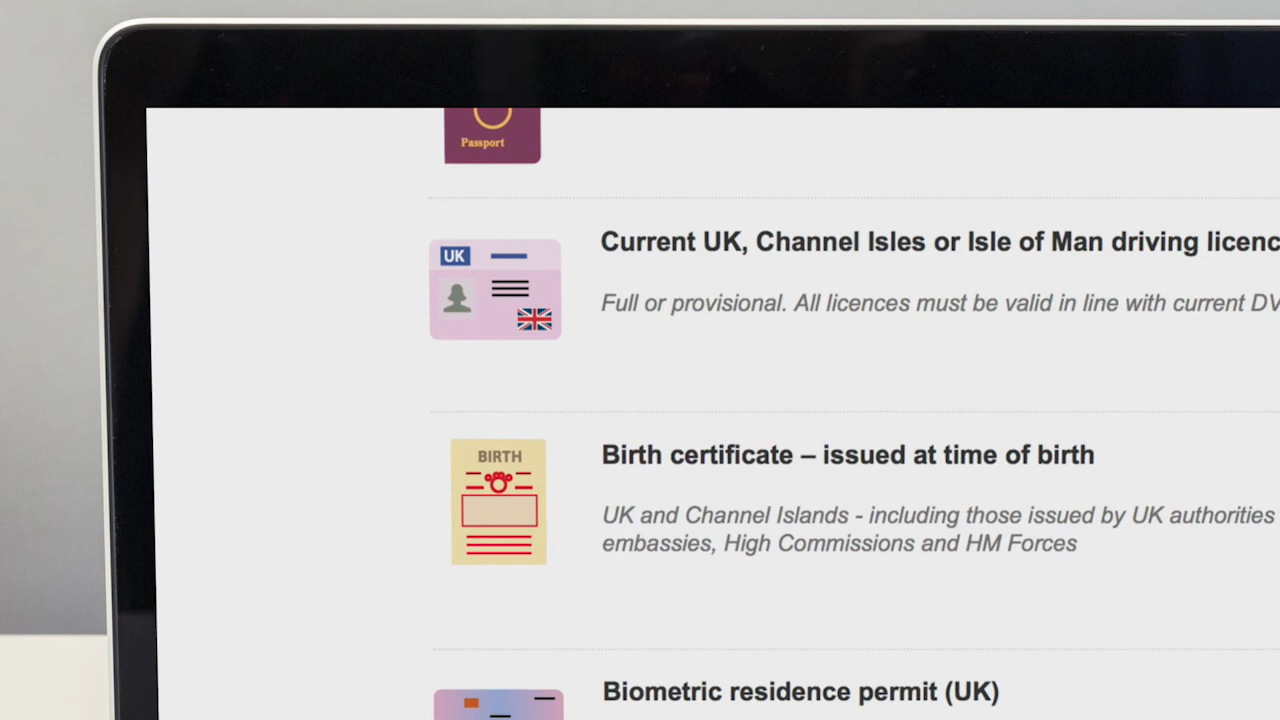 Passport
Current UK, Channel Isles or Isle of Man driving licenc
UK
Full or provisional. All licences must be valid in line with current DV
BIRTH
Birth certificate – issued at time of birth
UK and Channel Islands - including those issued by UK authorities
embassies, High Commissions and HM Forces
Biometric residence permit (UK)